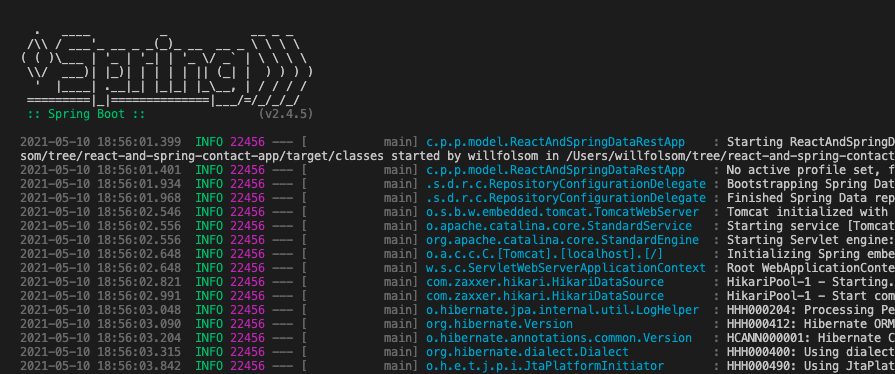 .   ____          _            __ _ _
 /\\ / ___'_ __ _ _(_)_ __  __ _ \ \ \ \
( ( )\___ | '_ | '_| | '_ \/ _` | \ \ \ \
 \\/  ___)| |_)| | | | | || (_| |  ) ) ) )
  '  |____| .__|_| |_|_| |_\__, | / / / /
 =========|_|==============|___/=/_/_/_/
 :: Spring Boot ::                (v2.4.5)
2021-05-10 18:56:01.399  INFO 22456 --- [           main] c.p.p.model.ReactAndSpringDataRestApp    : Starting ReactAndSpringD
som/tree/react-and-spring-contact-app/target/classes started by willfolsom in /Users/willfolsom/tree/react-and-spring-contact
2021-05-10 18:56:01.401  INFO 22456 --- [           main] c.p.p.model.ReactAndSpringDataRestApp    : No active profile set, f
2021-05-10 18:56:01.934  INFO 22456 --- [           main] .s.d.r.c.RepositoryConfigurationDelegate : Bootstrapping Spring Dat
2021-05-10 18:56:01.968  INFO 22456 --- [           main] .s.d.r.c.RepositoryConfigurationDelegate : Finished Spring Data rep
2021-05-10 18:56:02.546  INFO 22456 --- [           main] o.s.b.w.embedded.tomcat.TomcatWebServer  : Tomcat initialized with
2021-05-10 18:56:02.556  INFO 22456 --- [           main] o.apache.catalina.core.StandardService   : Starting service [Tomcat
2021-05-10 18:56:02.556  INFO 22456 --- [           main] org.apache.catalina.core.StandardEngine  : Starting Servlet engine:
2021-05-10 18:56:02.648  INFO 22456 --- [           main] o.a.c.c.C.[Tomcat].[localhost].[/]       : Initializing Spring embe
2021-05-10 18:56:02.648  INFO 22456 --- [           main] w.s.c.ServletWebServerApplicationContext : Root WebApplicationConte
2021-05-10 18:56:02.821  INFO 22456 --- [           main] com.zaxxer.hikari.HikariDataSource       : HikariPool-1 - Starting.
2021-05-10 18:56:02.991  INFO 22456 --- [           main] com.zaxxer.hikari.HikariDataSource       : HikariPool-1 - Start com
2021-05-10 18:56:03.048  INFO 22456 --- [           main] o.hibernate.jpa.internal.util.LogHelper  : HHH000204: Processing Pe
2021-05-10 18:56:03.090  INFO 22456 --- [           main] org.hibernate.Version                    : HHH000412: Hibernate ORM
2021-05-10 18:56:03.204  INFO 22456 --- [           main] o.hibernate.annotations.common.Version   : HCANN000001: Hibernate C
2021-05-10 18:56:03.315  INFO 22456 --- [           main] org.hibernate.dialect.Dialect            : HHH000400: Using dialect
2021-05-10 18:56:03.842  INFO 22456 --- [           main] o.h.e.t.j.p.i.JtaPlatformInitiator       : HHH000490: Using JtaPlat